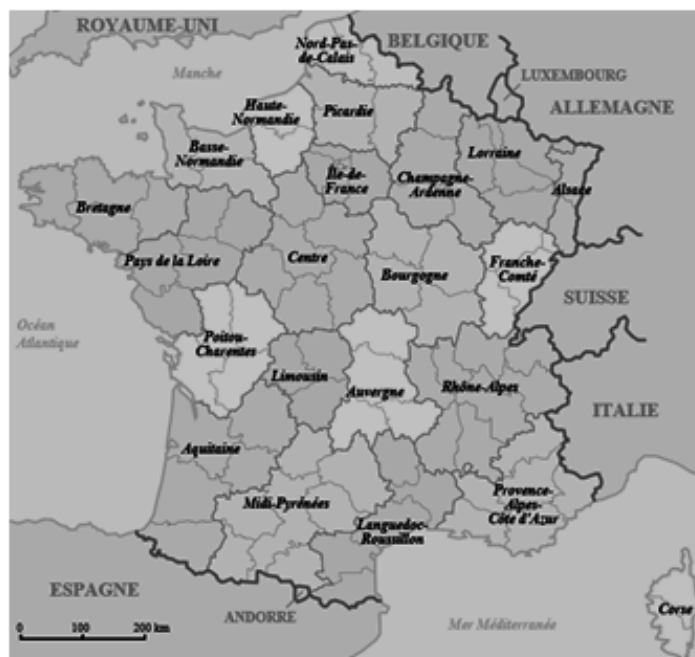 ROYAUME-UNI
Nord-Pas-
de-Calais
BELGIQUE
Manche
LUXEMBOURG
Haute-
Normandie
Picardie
ALLEMAGNE
Basse-
Normandie
Lorraine
Île-de-
France
Champagne-
Ardenne
Alsace
Bretagne
Pays de la Loire
Centre
Bourgogne
Franche-
Comté
SUISSE
Océan
Atlantique
Poitou-
Charentes
Limousin
Auvergne
Rhône-Alpes
ITALIE
Aquitaine
Midi-Pyrénées
Languedoc-
Roussillon
Provence-
Alpes-
Côte d'Azur
ESPAGNE
ANDORRE
Mer Méditerranée
Corse
0 100 200 km